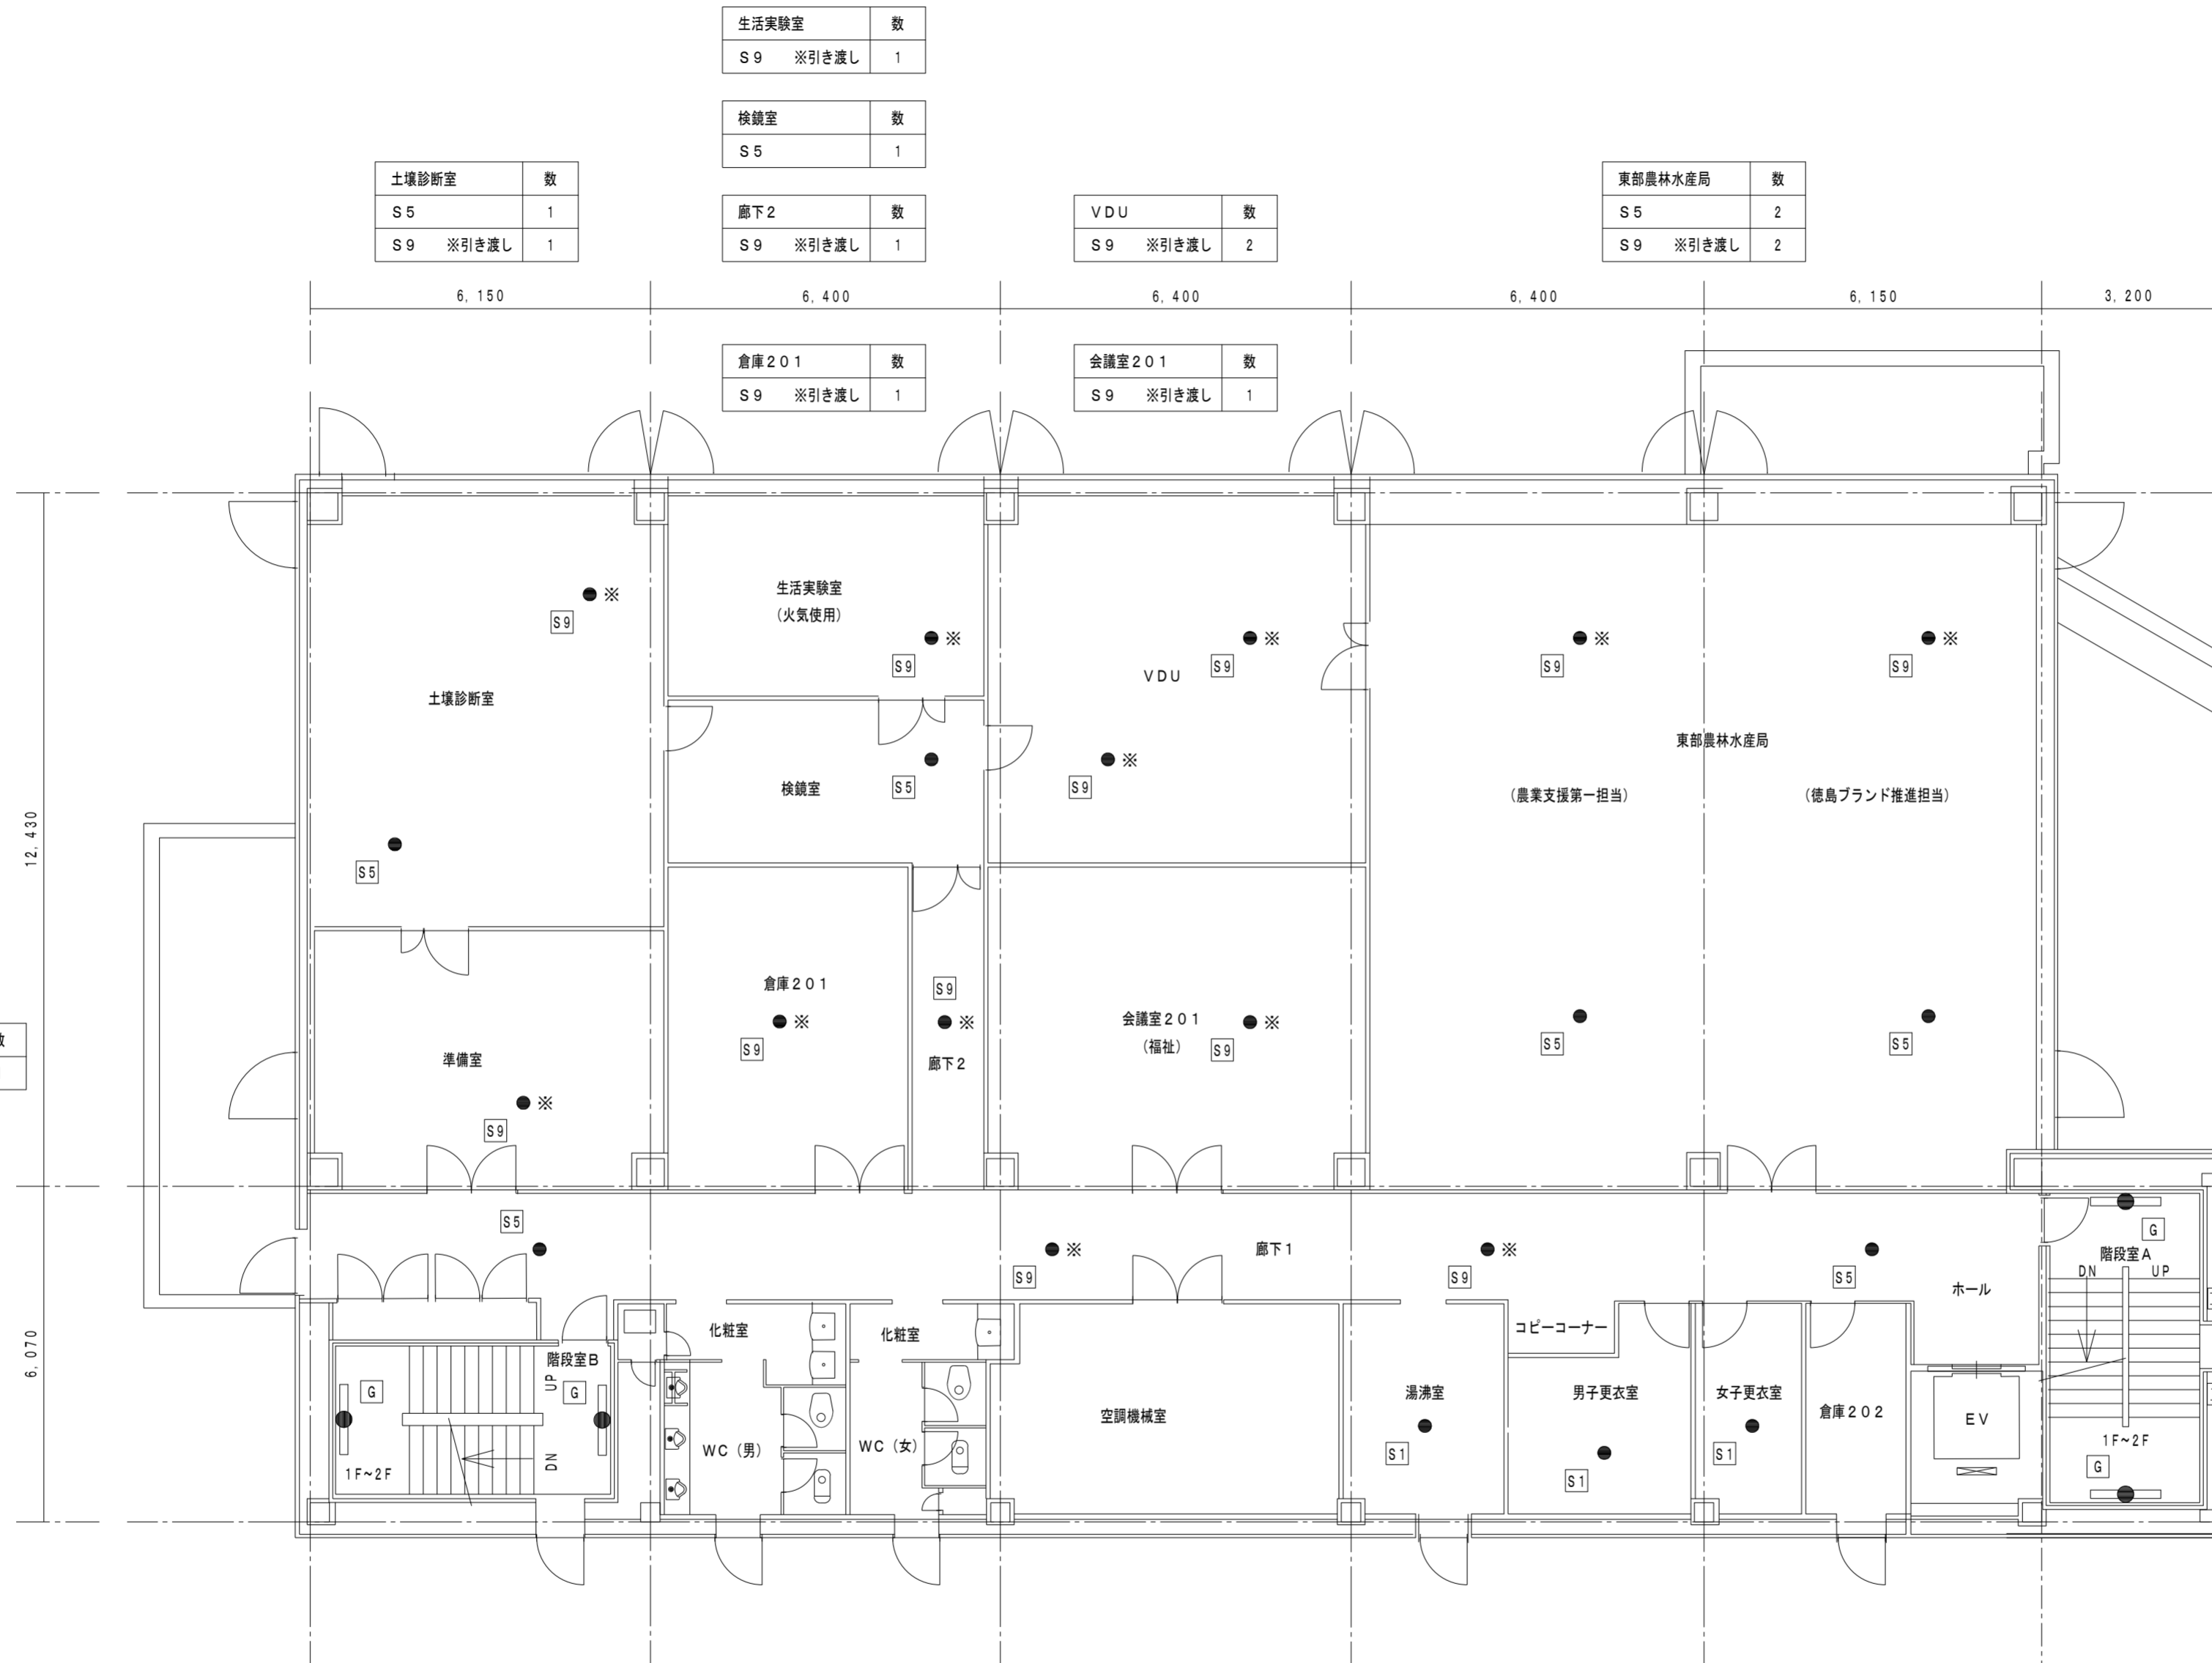 生活実験室 数
S9 ※引き渡し 1
検鏡室 数
S5 1
土壌診断室 数
S5 1
S9 ※引き渡し 1
廊下2 数
S9 ※引き渡し 1
VDU 数
S9 ※引き渡し 2
東部農林水産局 数
S5 2
S9 ※引き渡し 2
6,150 6,400 6,400 6,400 6,150 3,200
倉庫201 数
S9 ※引き渡し 1
会議室201 数
S9 ※引き渡し 1
※
S9
生活実験室
(火気使用)
※
S9
※
S9
※
S9
※
S9
VDU
土壌診断室
東部農林水産局
※
S9
検鏡室
S5
(農業支援第一担当)
(徳島ブランド推進担当)
12,430
S5
倉庫201
※
S9
S9
※
廊下2
会議室201
(福祉)
※
S9
S5
S5
数
準備室
※
S9
S5
※
S9
廊下1
※
S9
S5
ホール
G
階段室A
DN UP
6,070
化粧室
化粧室
コピーコーナー
階段室B
UP
G
G
DN
1F~2F
WC(男)
WC(女)
空調機械室
湯沸室
S1
男子更衣室
S1
女子更衣室
S1
倉庫202
EV
1F~2F
G